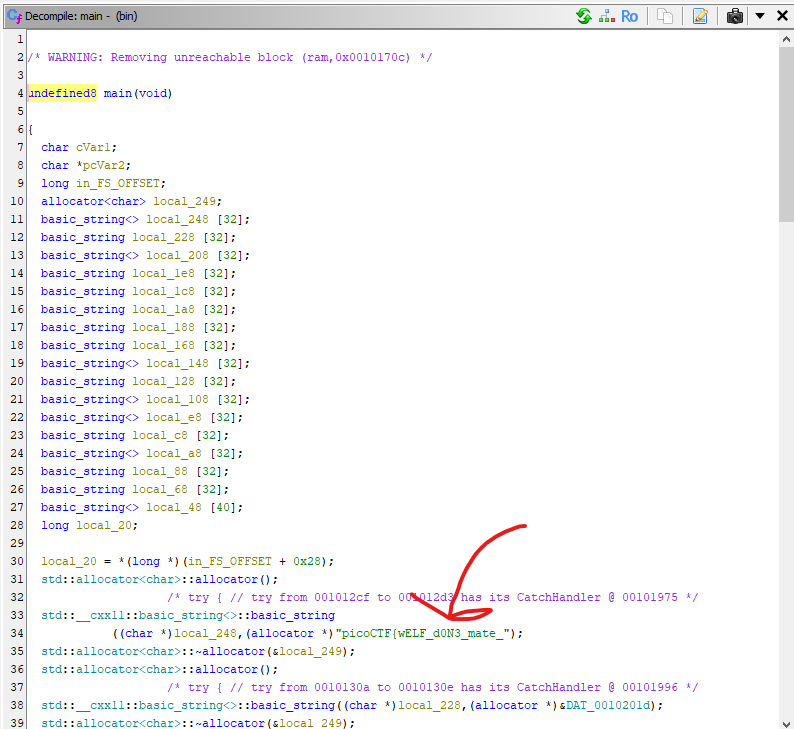 Decompile: main - (bin)
Ro
1
2 /* WARNING: Removing unreachable block (ram,0x0010170c) */
3
4 undefined8 main(void)
5
6 {
7 char cVar1;
8 char *pcVar2;
9 long in_FS_OFFSET;
10 allocator<char> local_249;
11 basic_string<> local_248 [32];
12 basic_string local_228 [32];
13 basic_string<> local_208 [32];
14 basic_string local_1e8 [32];
15 basic_string local_1c8 [32];
16 basic_string local_1a8 [32];
17 basic_string local_188 [32];
18 basic_string local_168 [32];
19 basic_string<> local_148 [32];
20 basic_string local_128 [32];
21 basic_string<> local_108 [32];
22 basic_string<> local_e8 [32];
23 basic_string local_c8 [32];
24 basic_string<> local_a8 [32];
25 basic_string local_88 [32];
26 basic_string local_68 [32];
27 basic_string<> local_48 [40];
28 long local_20;
29
30 local_20 = *(long *)(in_FS_OFFSET + 0x28);
31 std::allocator<char>::allocator();
32 /* try { // try from 001012cf to 001012d3 has its CatchHandler @ 00101975 */
33 std::__cxx11::basic_string<>::basic_string
34 ((char *)local_248,(allocator *)"picoCTF{wELF_d0N3_mate_");
35 std::allocator<char>::~allocator(&local_249);
36 std::allocator<char>::allocator();
37 /* try { // try from 0010130a to 0010130e has its CatchHandler @ 00101996 */
38 std::__cxx11::basic_string<>::basic_string((char *)local_228,(allocator *)&DAT_0010201d);
39 std::allocator<char>::~allocator(&local_249);